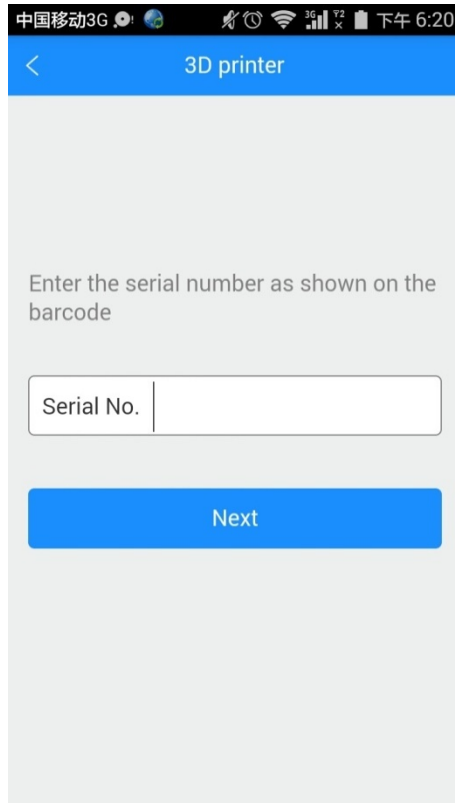 中国移动3G 3G 下午 6:20
3D printer
Enter the serial number as shown on the
barcode
Serial No.
Next